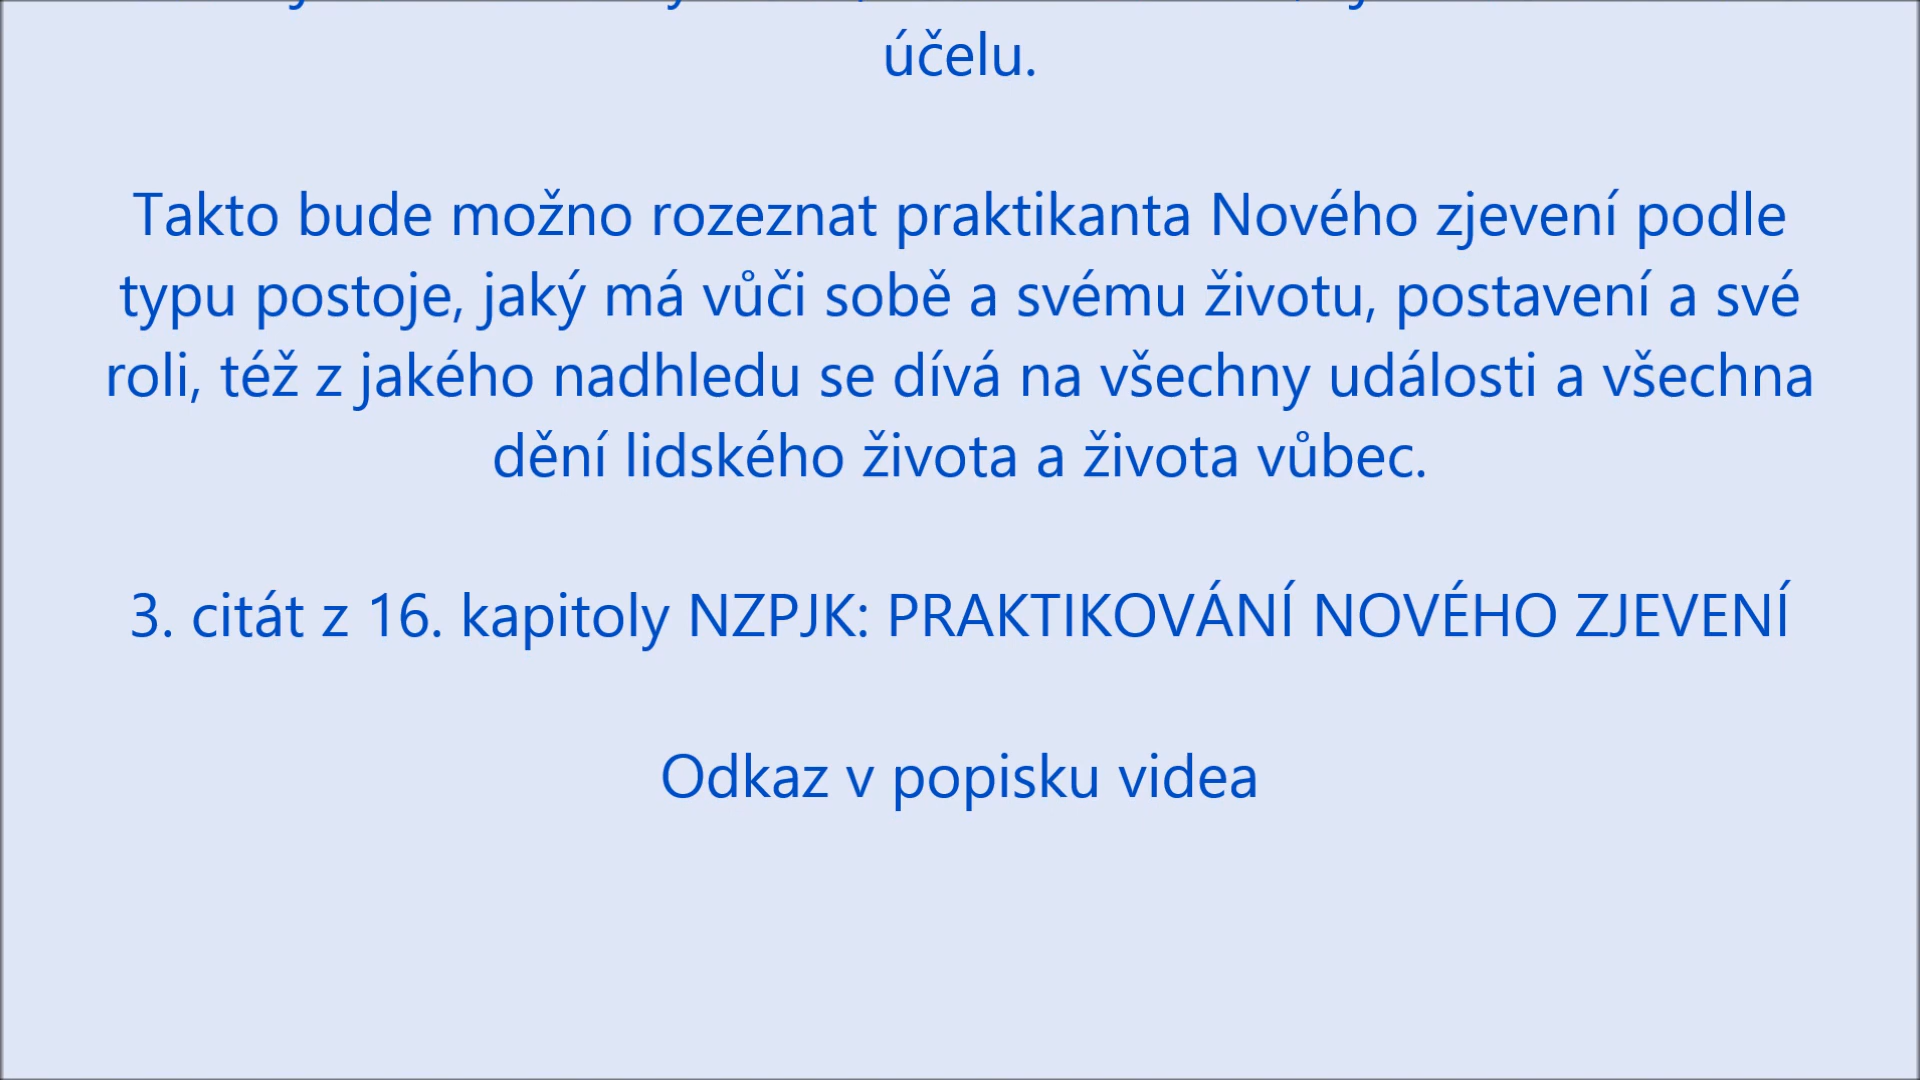 účelu.
Takto bude možno rozeznat praktikanta Nového zjevení podle
typu postoje, jaký má vůči sobě a svému životu, postavení a své
roli, též z jakého nadhledu se dívá na všechny události a všechna
dění lidského života a života vůbec.
3. citát z 16. kapitoly NZPJK: PRAKTIKOVÁNÍ NOVÉHO ZJEVENÍ
Odkaz v popisku videa